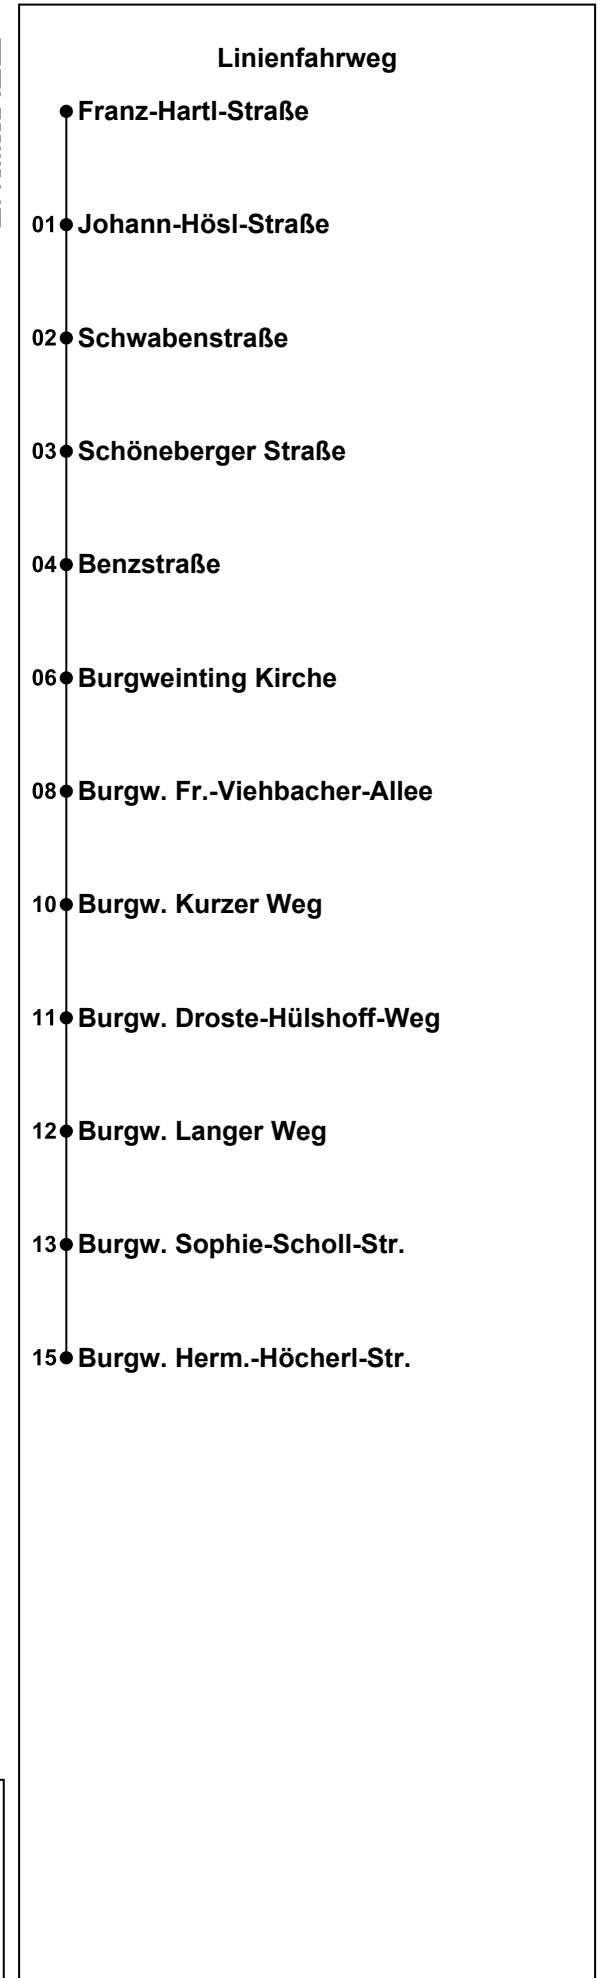 Linienfahrweg
Franz-Hartl-Straße
01 Johann-Hösl-Straße
02 Schwabenstraße
03 Schöneberger Straße
04 Benzstraße
06 Burgweinting Kirche
08 Burgw. Fr.-Viehbacher-Allee
10 Burgw. Kurzer Weg
11 Burgw. Droste-Hülshoff-Weg
12 Burgw. Langer Weg
13 Burgw. Sophie-Scholl-Str.
15 Burgw. Herm.-Höcherl-Str.